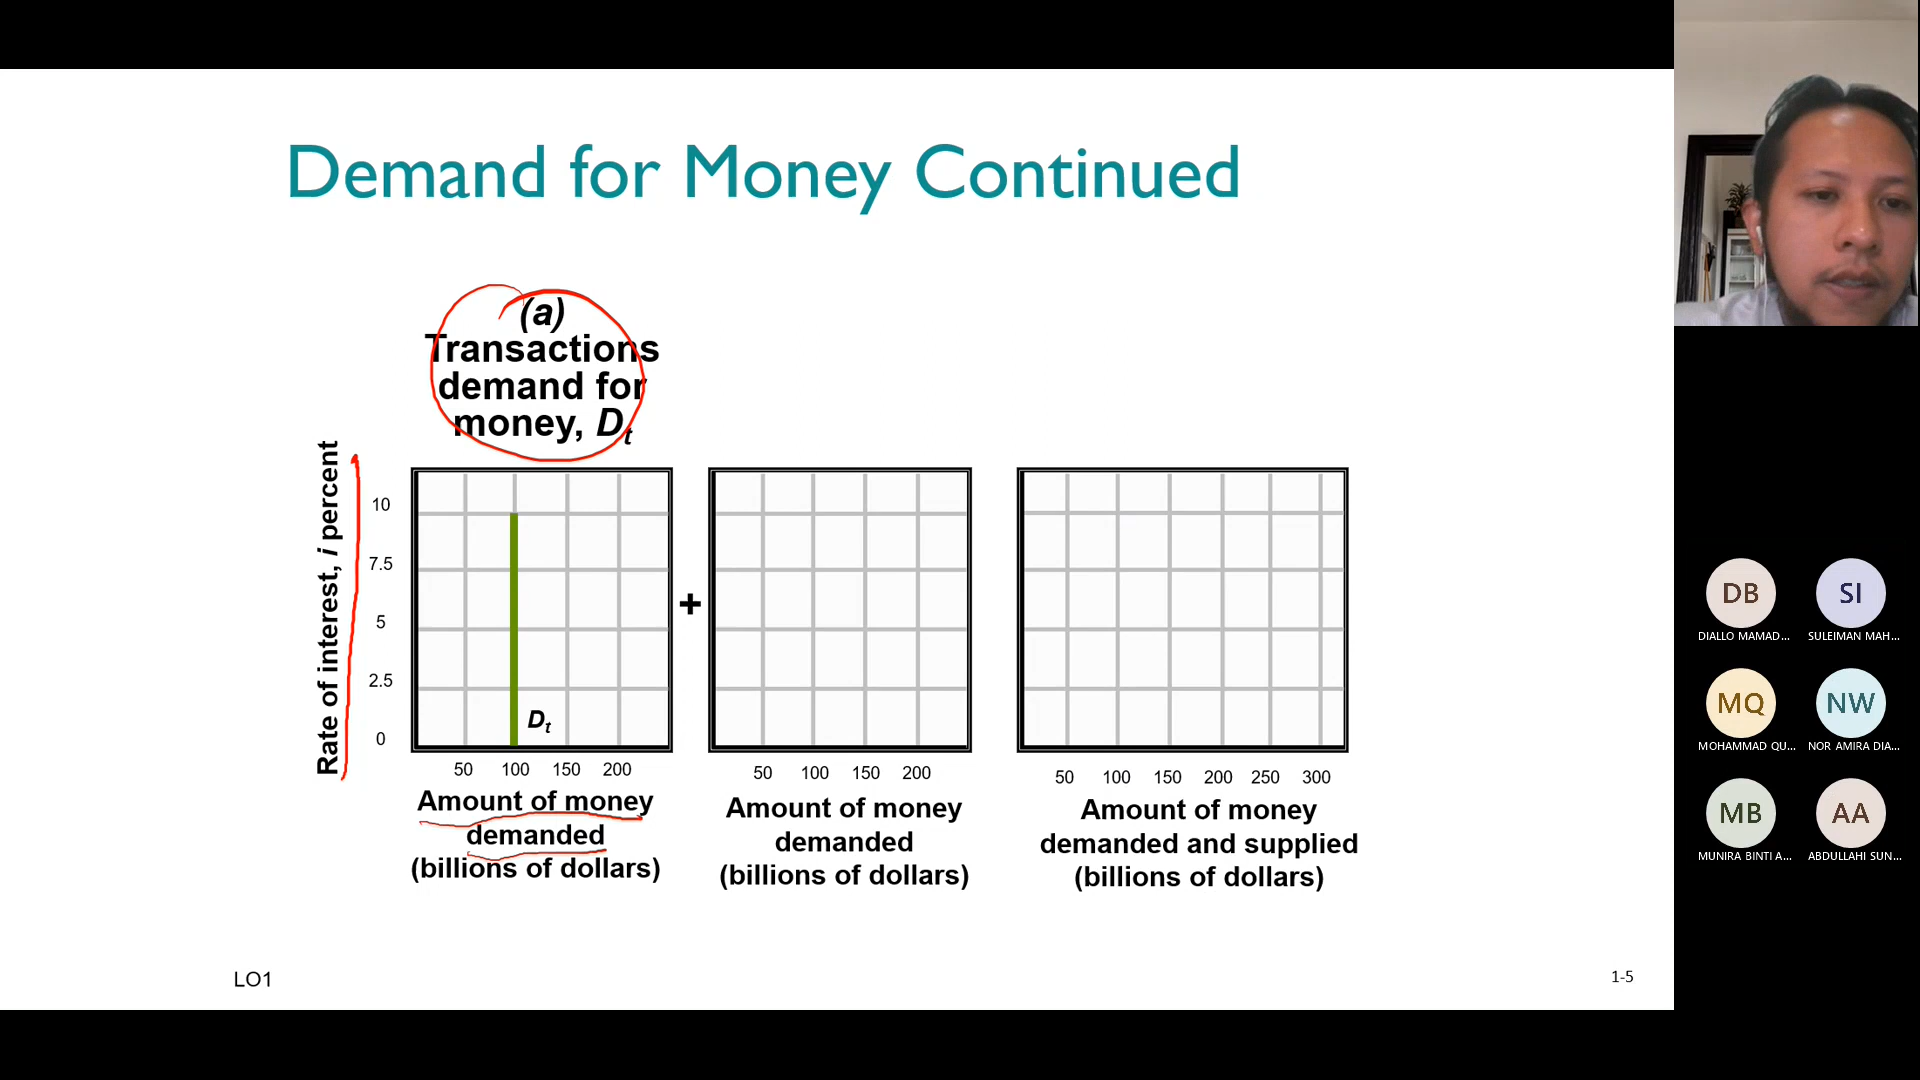 Demand for Money Continued
(a)
Transactions
demand for
money, Dt
Rate of interest, i percent
10
7.5
5
2.5
0
Dt
+
50 100 150 200
Amount of money
demanded
(billions of dollars)
50 100 150 200
Amount of money
demanded
(billions of dollars)
50 100 150 200 250 300
Amount of money
demanded and supplied
(billions of dollars)
LO1
1-5
DB
DIALLO MAMAD...
SI
SULEIMAN MAH...
MQ
MOHAMMAD QU...
NW
NOR AMIRA DIA...
MB
MUNIRA BINTI A...
AA
ABDULLAHI SUN...